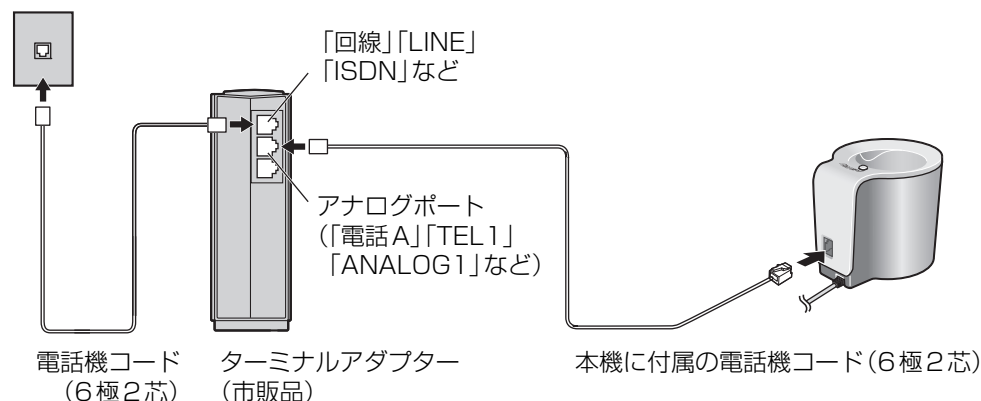 「回線」「LINE」
「ISDN」など
アナログポート
（「電話A」「TEL1」
「ANALOG1」など）
電話機コード
（6極2芯）
ターミナルアダプター
（市販品）
本機に付属の電話機コード（6極2芯）